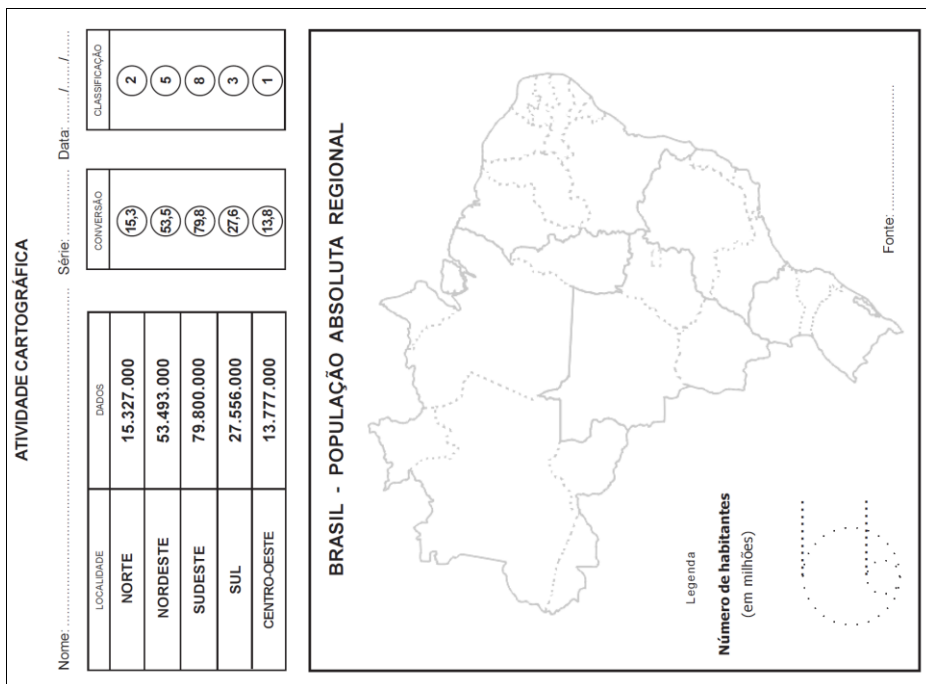 ATIVIDADE CARTOGRÁFICA
Nome: ........................ Série: ............ Data: ......../......../........
LOCALIDADE DADOS CONVERSÃO CLASSIFICAÇÃO
NORTE 15.327.000 15,3 2
NORDESTE 53.493.000 53,5 5
SUDESTE 79.800.000 79,8 8
SUL 27.556.000 27,6 3
CENTRO-OESTE 13.777.000 13,8 1
BRASIL - POPULAÇÃO ABSOLUTA REGIONAL
Legenda
Número de habitantes
(em milhões)
Fonte: ........................